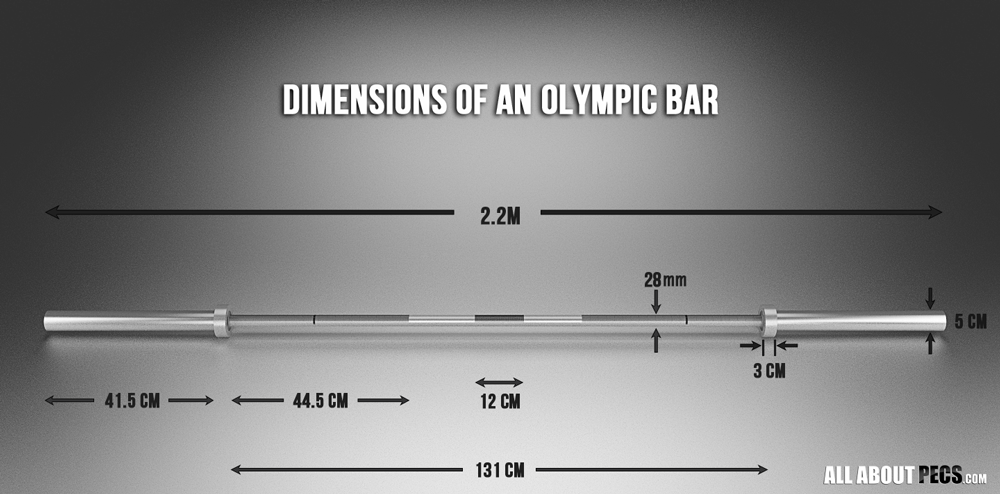 DIMENSIONS OF AN OLYMPIC BAR
2.2M
28mm
5 CM
3 CM
41.5 CM
44.5 CM
12 CM
131 CM
ALL ABOUT PECS.COM